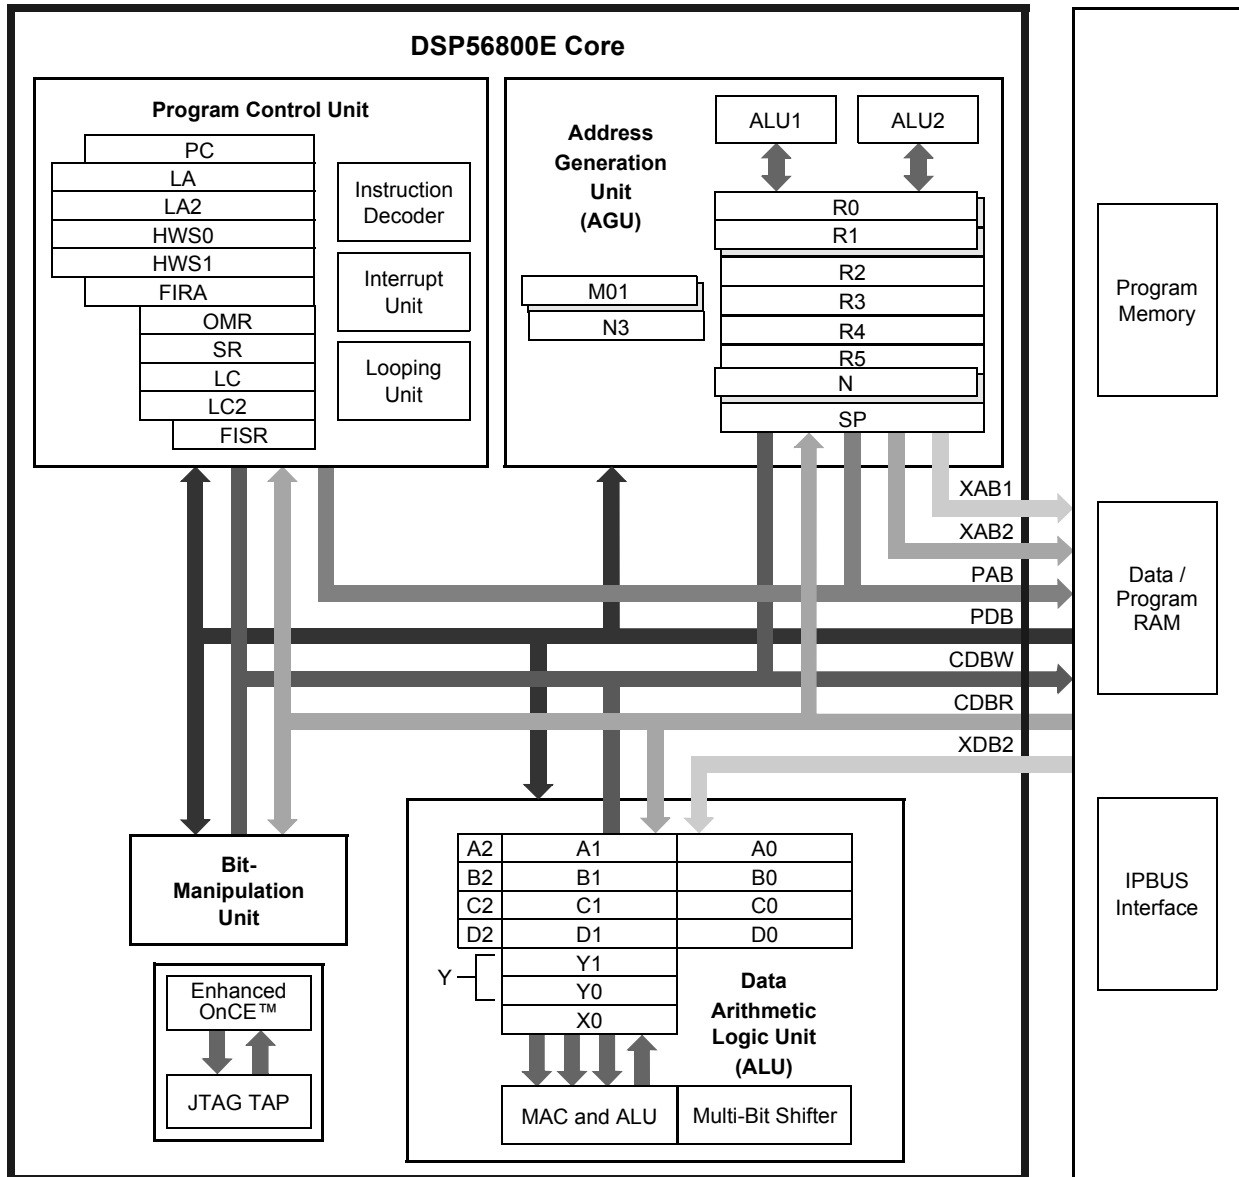 DSP56800E Core
Program Control Unit
PC
LA
LA2
HWS0
HWS1
FIRA
OMR
SR
LC
LC2
FISR
Instruction
Decoder
Interrupt
Unit
Looping
Unit
Address
Generation
Unit
(AGU)
ALU1
ALU2
R0
R1
R2
R3
R4
R5
N
SP
M01
N3
XAB1
XAB2
PAB
PDB
CDBW
CDBR
XDB2
Program
Memory
Data /
Program
RAM
IPBUS
Interface
Bit-
Manipulation
Unit
Enhanced
OnCE™
JTAG TAP
A2 A1 A0
B2 B1 B0
C2 C1 C0
D2 D1 D0
Y
Y1
Y0
X0
Data
Arithmetic
Logic Unit
(ALU)
MAC and ALU
Multi-Bit Shifter